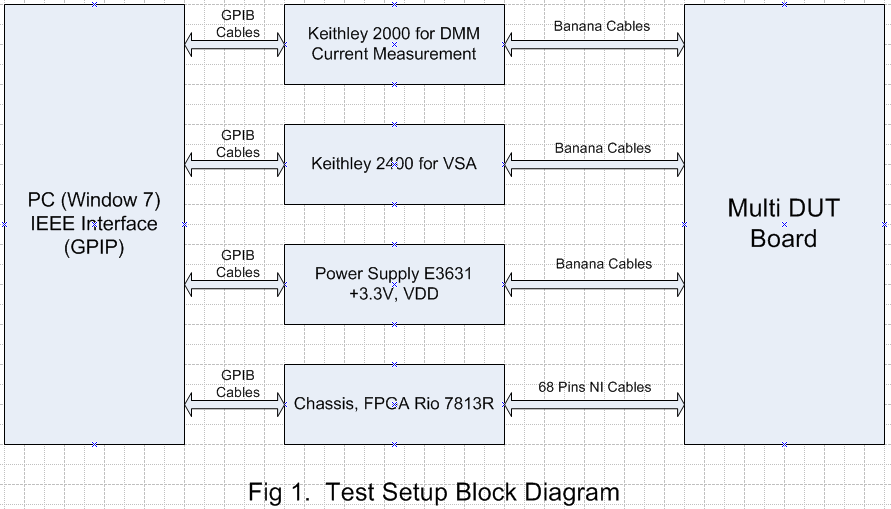 PC (Window 7)
IEEE Interface
(GPIP)
GPIB
Cables
Keithley 2000 for DMM
Current Measurement
Banana Cables
GPIB
Cables
Keithley 2400 for VSA
Banana Cables
GPIB
Cables
Power Supply E3631
+3.3V, VDD
Banana Cables
GPIB
Cables
Chassis, FPGA Rio 7813R
68 Pins NI Cables
Multi DUT
Board
Fig 1. Test Setup Block Diagram